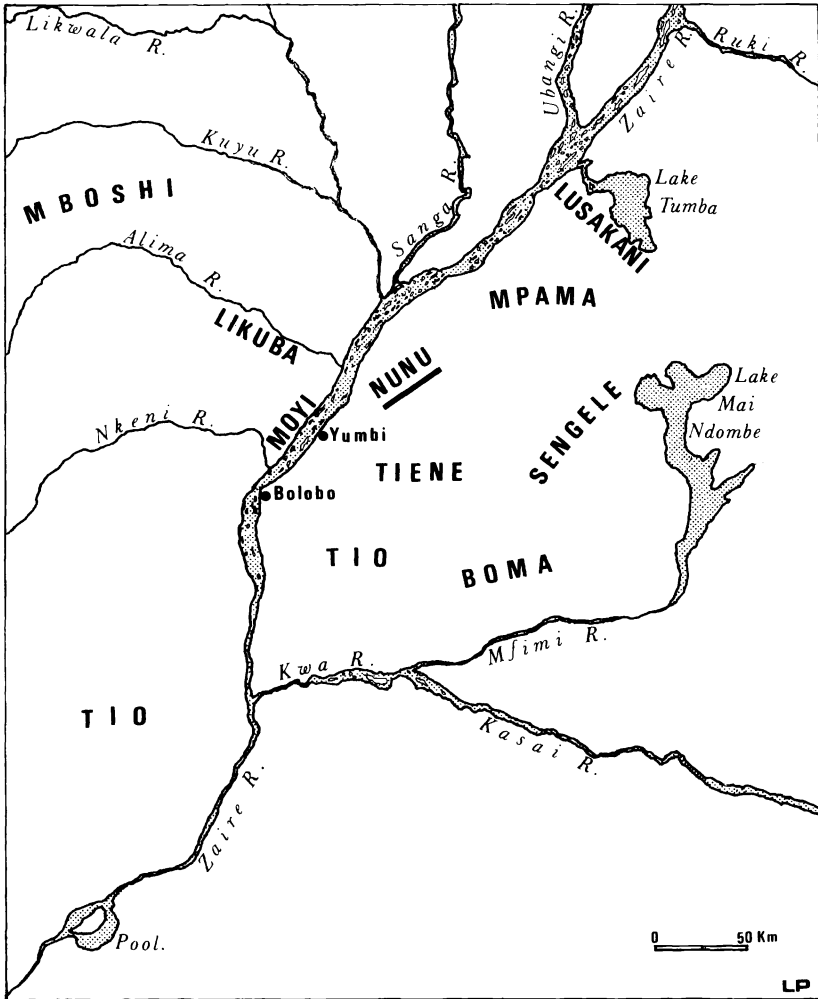 Likwala R.
Ubangi R.
Zaire R.
Ruki R.
Kuyu R.
MBOSHI
Sanga R.
Lake
Tumba
LUSAKANI
Alima R.
MPAMA
LIKUBA
NUNU
Lake
Mai
Ndombe
MOYI
Nkeni R.
Yumbi
SENGELE
TIENE
Bolobo
TIO
BOMA
Mſimi R.
Kwa R.
TIO
Kasai R.
Zaire R.
Pool.
0 50 Km
LP